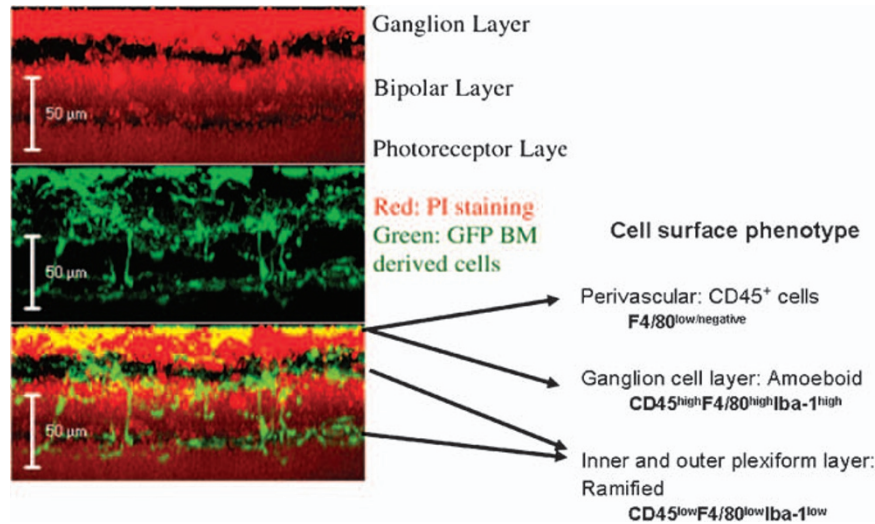 Ganglion Layer
Bipolar Layer
Photoreceptor Laye
50 µm
Red: PI staining
Green: GFP BM
derived cells
50 µm
50 µm
Cell surface phenotype
Perivascular: CD45⁺ cells
F4/80ˡᵒʷ/ⁿᵉᵍᵃᵗⁱᵛᵉ
Ganglion cell layer: Amoeboid
CD45ʰⁱᵍʰF4/80ʰⁱᵍʰIba-1ʰⁱᵍʰ
Inner and outer plexiform layer:
Ramified
CD45ˡᵒʷF4/80ˡᵒʷIba-1ˡᵒʷ